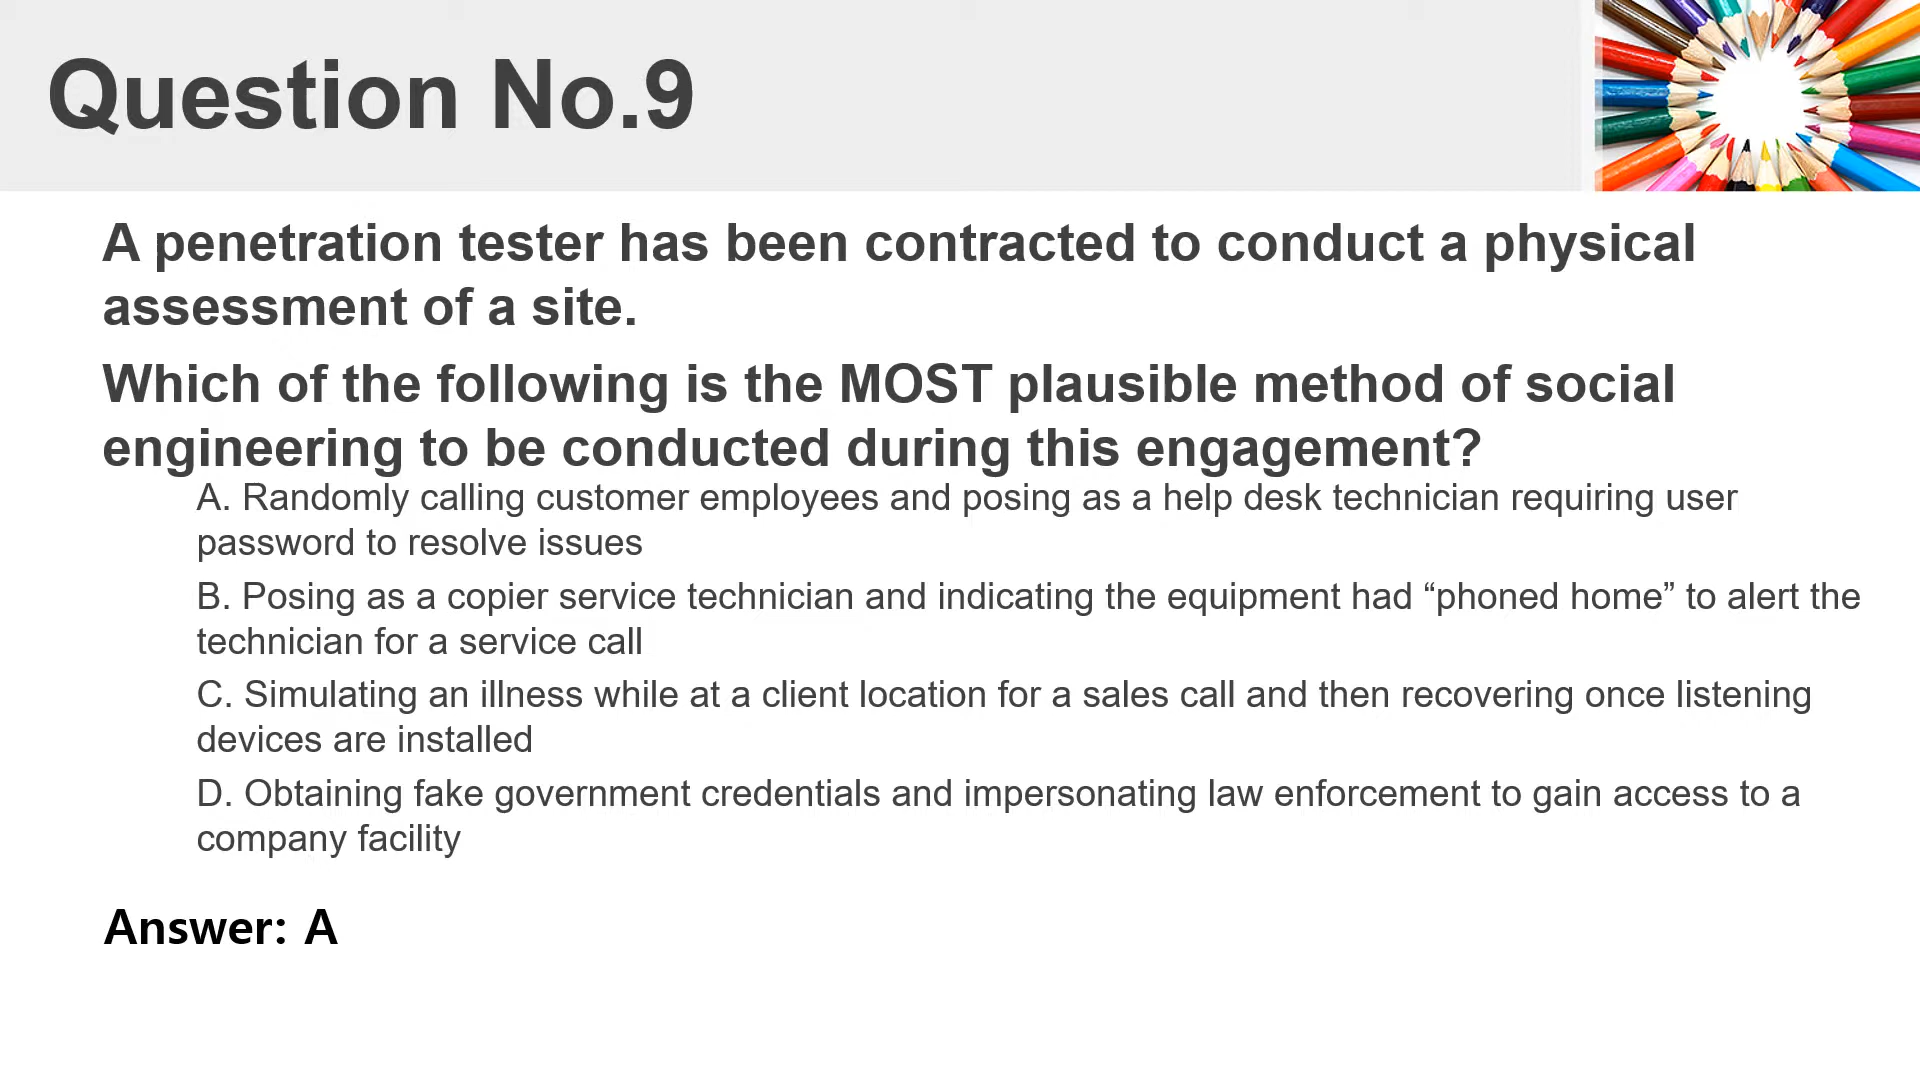 Question No.9
A penetration tester has been contracted to conduct a physical
assessment of a site.
Which of the following is the MOST plausible method of social
engineering to be conducted during this engagement?
A. Randomly calling customer employees and posing as a help desk technician requiring user
password to resolve issues
B. Posing as a copier service technician and indicating the equipment had “phoned home” to alert the
technician for a service call
C. Simulating an illness while at a client location for a sales call and then recovering once listening
devices are installed
D. Obtaining fake government credentials and impersonating law enforcement to gain access to a
company facility
Answer: A